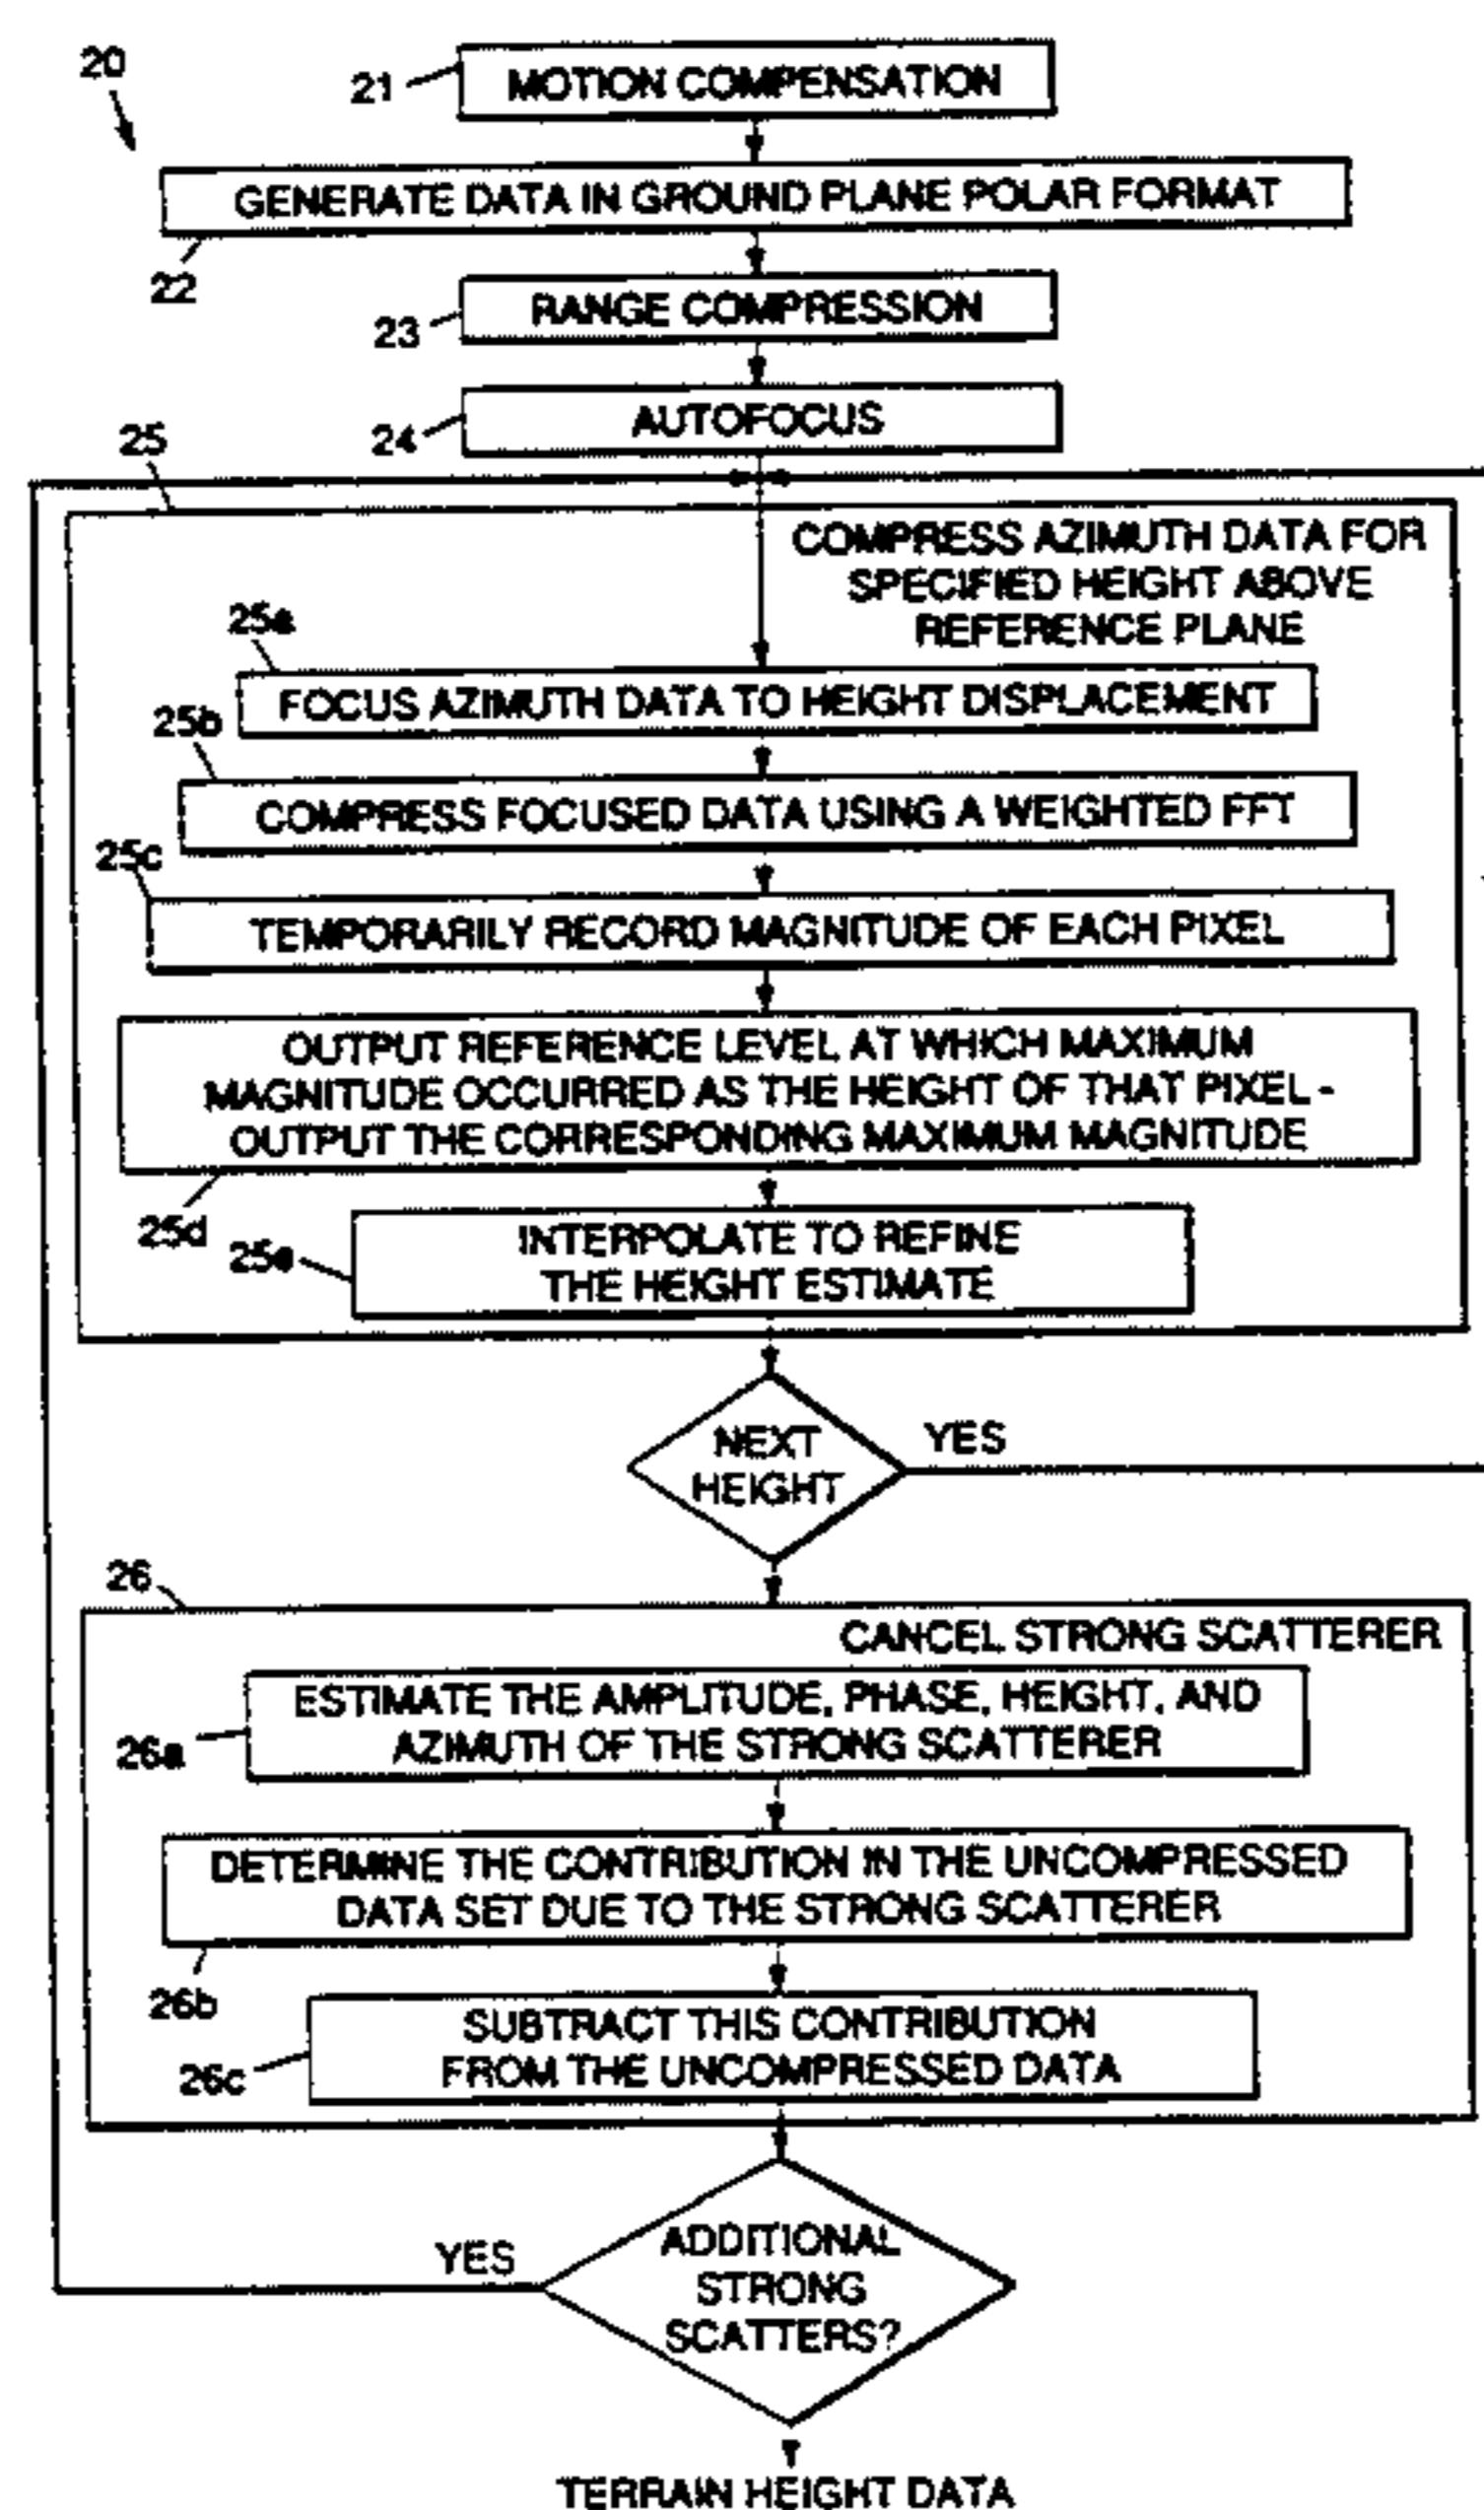 20
21
MOTION COMPENSATION
GENERATE DATA IN GROUND PLANE POLAR FORMAT
22
RANGE COMPRESSION
23
AUTOFOCUS
24
25
COMPRESS AZIMUTH DATA FOR
SPECIFIED HEIGHT ABOVE
REFERENCE PLANE
25a
FOCUS AZIMUTH DATA TO HEIGHT DISPLACEMENT
25b
COMPRESS FOCUSED DATA USING A WEIGHTED FFT
25c
TEMPORARILY RECORD MAGNITUDE OF EACH PIXEL
OUTPUT REFERENCE LEVEL AT WHICH MAXIMUM
MAGNITUDE OCCURRED AS THE HEIGHT OF THAT PIXEL -
OUTPUT THE CORRESPONDING MAXIMUM MAGNITUDE
25d
25e
INTERPOLATE TO REFINE
THE HEIGHT ESTIMATE
NEXT
HEIGHT
YES
26
CANCEL STRONG SCATTERER
ESTIMATE THE AMPLITUDE, PHASE, HEIGHT, AND
AZIMUTH OF THE STRONG SCATTERER
26a
DETERMINE THE CONTRIBUTION IN THE UNCOMPRESSED
DATA SET DUE TO THE STRONG SCATTERER
26b
SUBTRACT THIS CONTRIBUTION
FROM THE UNCOMPRESSED DATA
26c
YES
ADDITIONAL
STRONG
SCATTERS?
TERRAIN HEIGHT DATA